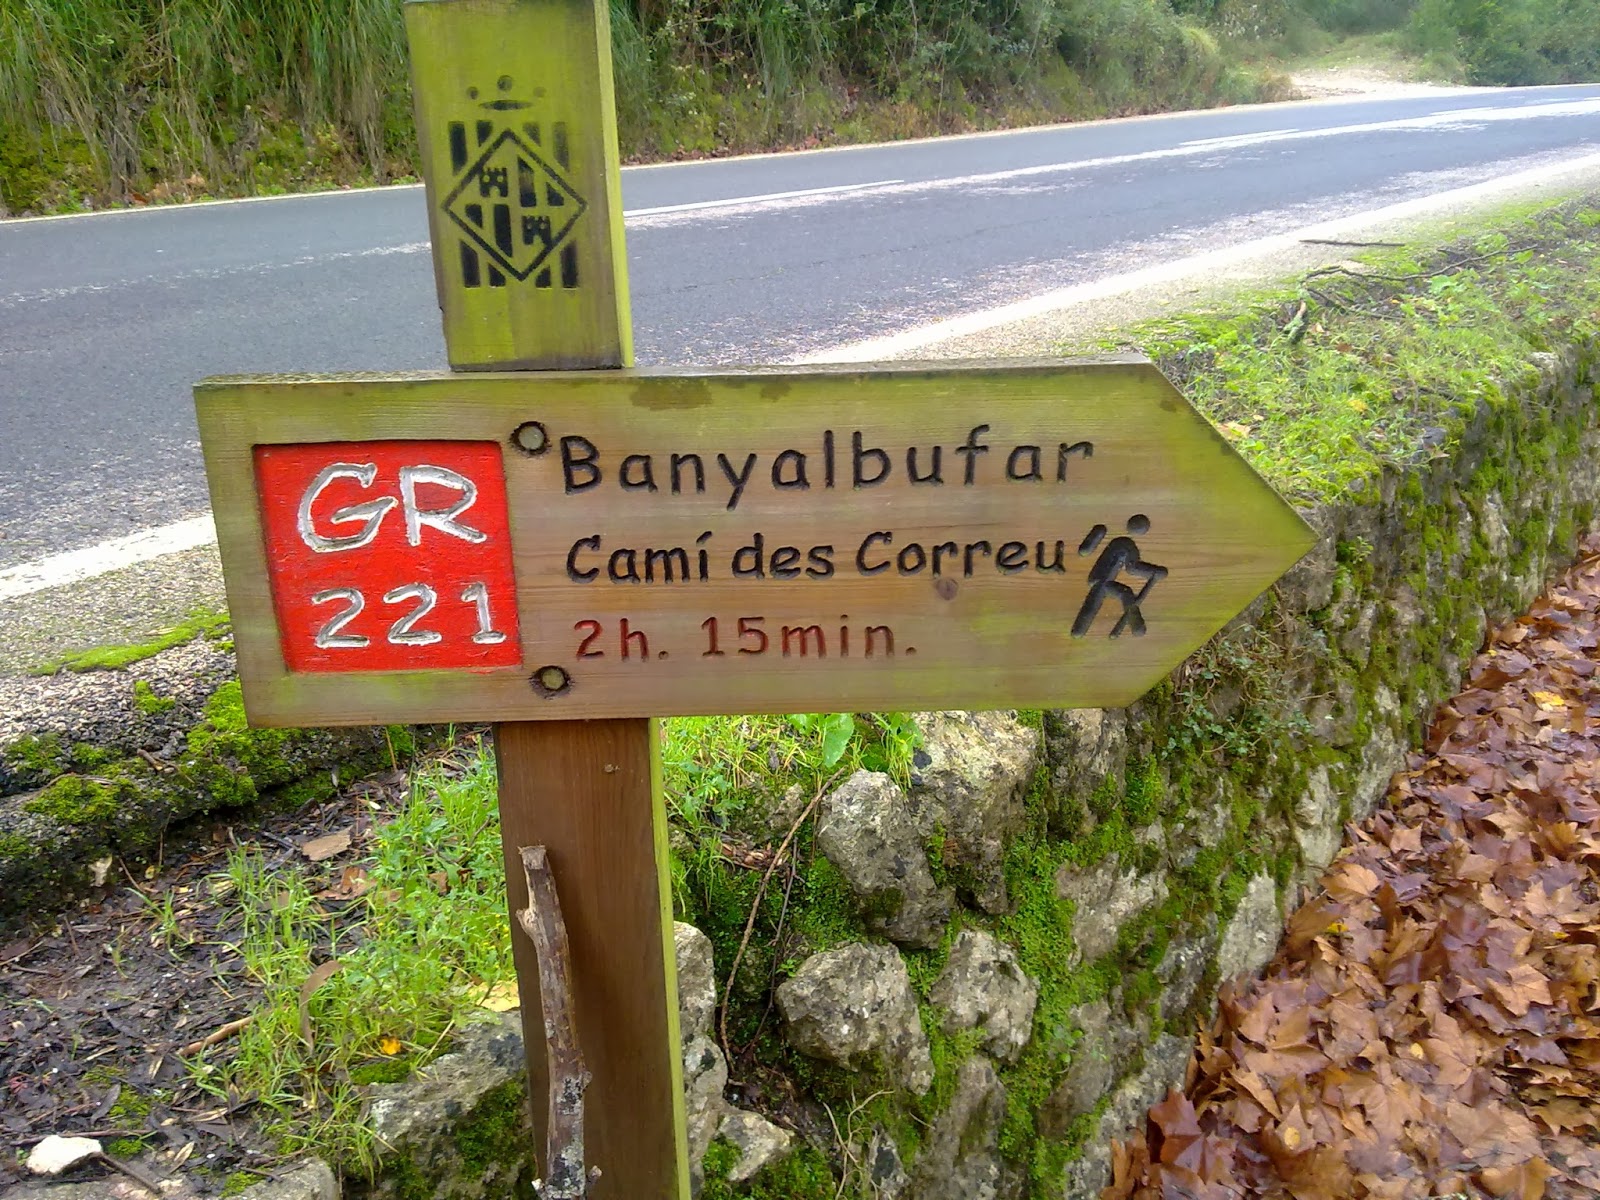 GR
221
Banyalbufar
Camí des Correu
2h. 15min.